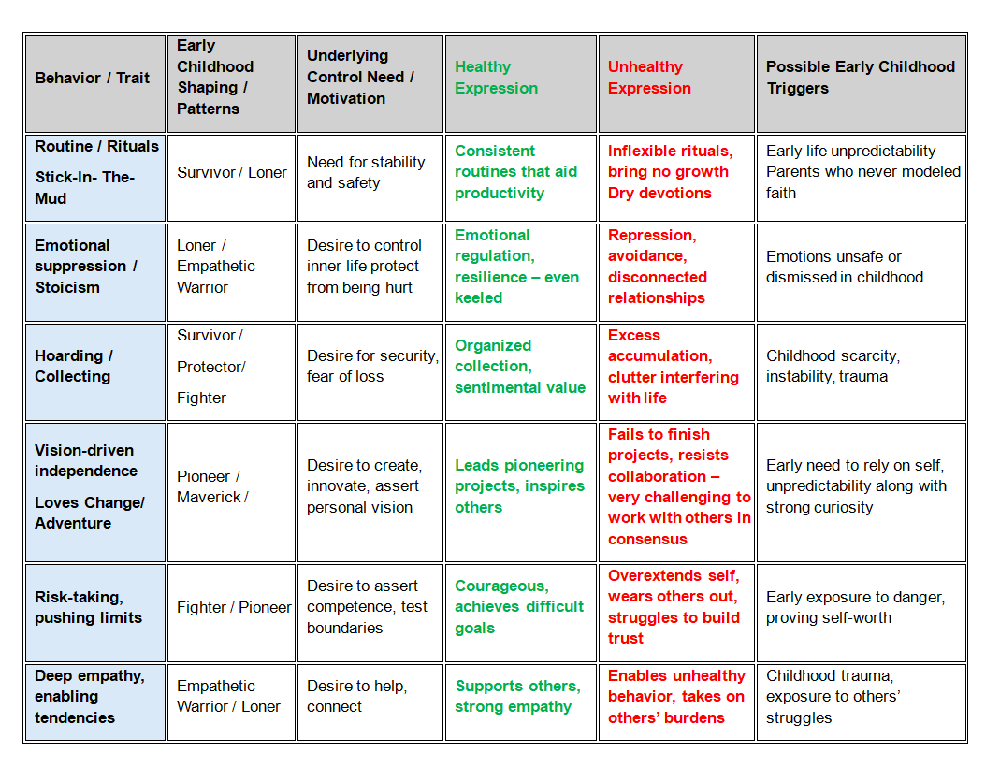 Behavior / Trait
Early
Childhood
Shaping /
Patterns
Underlying
Control Need /
Motivation
Healthy
Expression
Unhealthy
Expression
Possible Early Childhood
Triggers
Routine / Rituals
Stick-In- The-
Mud
Survivor / Loner
Need for stability
and safety
Consistent
routines that aid
productivity
Inflexible rituals,
bring no growth
Dry devotions
Early life unpredictability
Parents who never modeled
faith
Emotional
suppression /
Stoicism
Loner /
Empathetic
Warrior
Desire to control
inner life protect
from being hurt
Emotional
regulation,
resilience – even
keeled
Repression,
avoidance,
disconnected
relationships
Emotions unsafe or
dismissed in childhood
Hoarding /
Collecting
Survivor /
Protector/
Fighter
Desire for security,
fear of loss
Organized
collection,
sentimental value
Excess
accumulation,
clutter interfering
with life
Childhood scarcity,
instability, trauma
Vision-driven
independence
Loves Change/
Adventure
Pioneer /
Maverick /
Desire to create,
innovate, assert
personal vision
Leads pioneering
projects, inspires
others
Fails to finish
projects, resists
collaboration –
very challenging to
work with others in
consensus
Early need to rely on self,
unpredictability along with
strong curiosity
Risk-taking,
pushing limits
Fighter / Pioneer
Desire to assert
competence, test
boundaries
Courageous,
achieves difficult
goals
Overextends self,
wears others out,
struggles to build
trust
Early exposure to danger,
proving self-worth
Deep empathy,
enabling
tendencies
Empathetic
Warrior / Loner
Desire to help,
connect
Supports others,
strong empathy
Enables unhealthy
behavior, takes on
others’ burdens
Childhood trauma,
exposure to others’
struggles